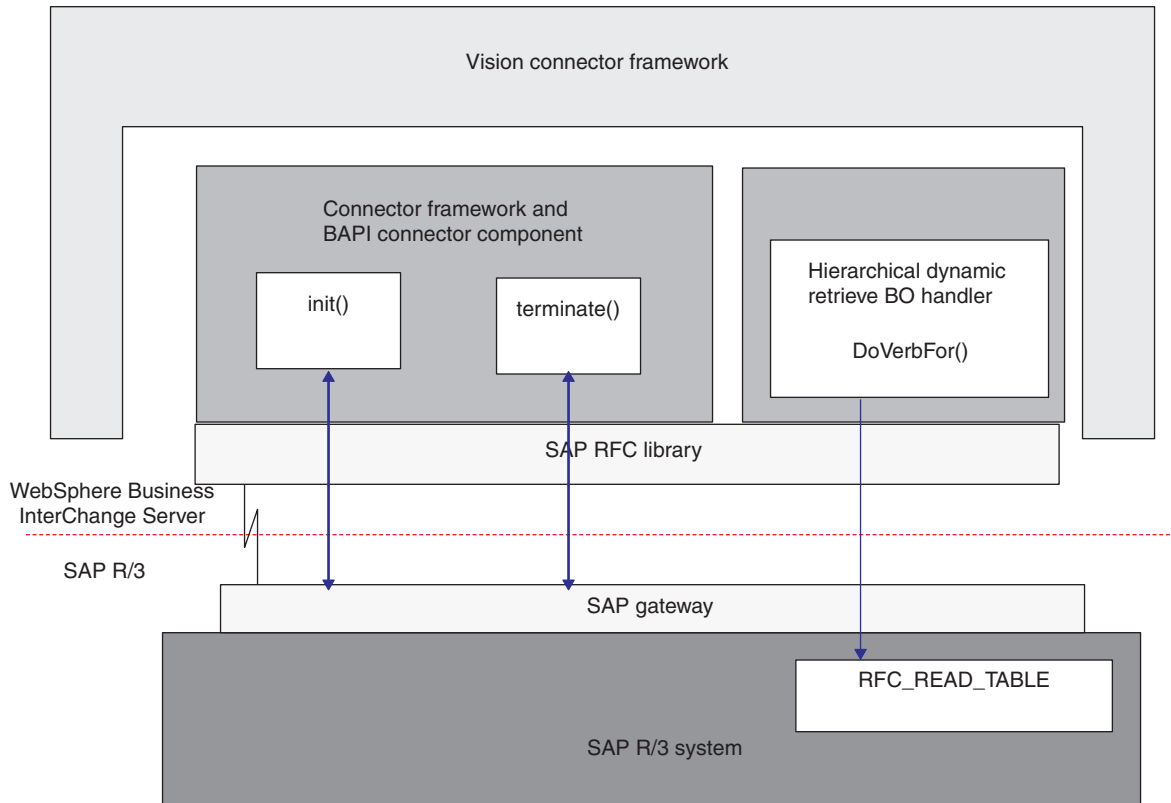 Vision connector framework
Connector framework and
BAPI connector component
init()
terminate()
Hierarchical dynamic
retrieve BO handler
DoVerbFor()
SAP RFC library
WebSphere Business
InterChange Server
SAP R/3
SAP gateway
RFC_READ_TABLE
SAP R/3 system